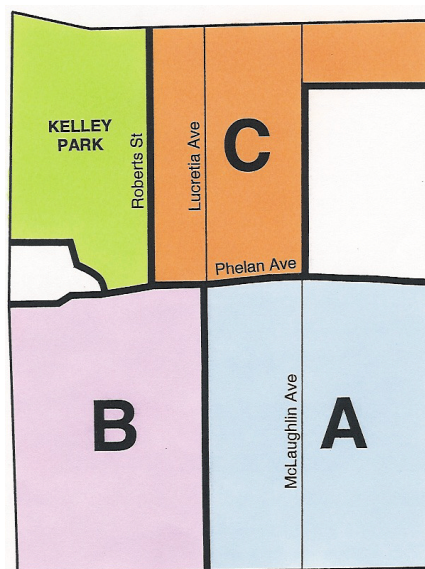 KELLEY
PARK
Roberts St
Lucretia Ave
C
Phelan Ave
B
McLaughlin Ave
A